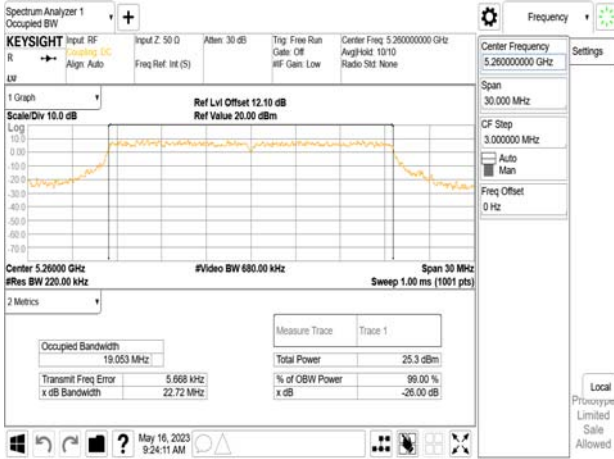 Spectrum Analyzer 1
Occupied BW
Frequency
KEYSIGHT
R
Input: RF
Coupling: DC
Align: Auto
Input Z: 50 Ω
Freq Ref: Int (S)
Atten: 30 dB
Trig: Free Run
Gate: Off
#IF Gain: Low
Center Freq: 5.260000000 GHz
Avg|Hold: 10/10
Radio Std: None
Center Frequency
5.260000000 GHz
Settings
Span
30.000 MHz
CF Step
3.000000 MHz
Auto
Man
Freq Offset
0 Hz
1 Graph
Ref Lvl Offset 12.10 dB
Scale/Div 10.0 dB
Ref Value 20.00 dBm
Log
10.0
0.00
-10.0
-20.0
-30.0
-40.0
-50.0
-60.0
-70.0
Center 5.26000 GHz
#Video BW 680.00 kHz
Span 30 MHz
#Res BW 220.00 kHz
Sweep 1.00 ms (1001 pts)
2 Metrics
Measure Trace
Trace 1
Occupied Bandwidth
19.053 MHz
Total Power
25.3 dBm
Transmit Freq Error
5.668 kHz
% of OBW Power
99.00 %
x dB Bandwidth
22.72 MHz
x dB
-26.00 dB
Local
Prototype
Limited
Sale
Allowed
May 16, 2023
9:24:11 AM